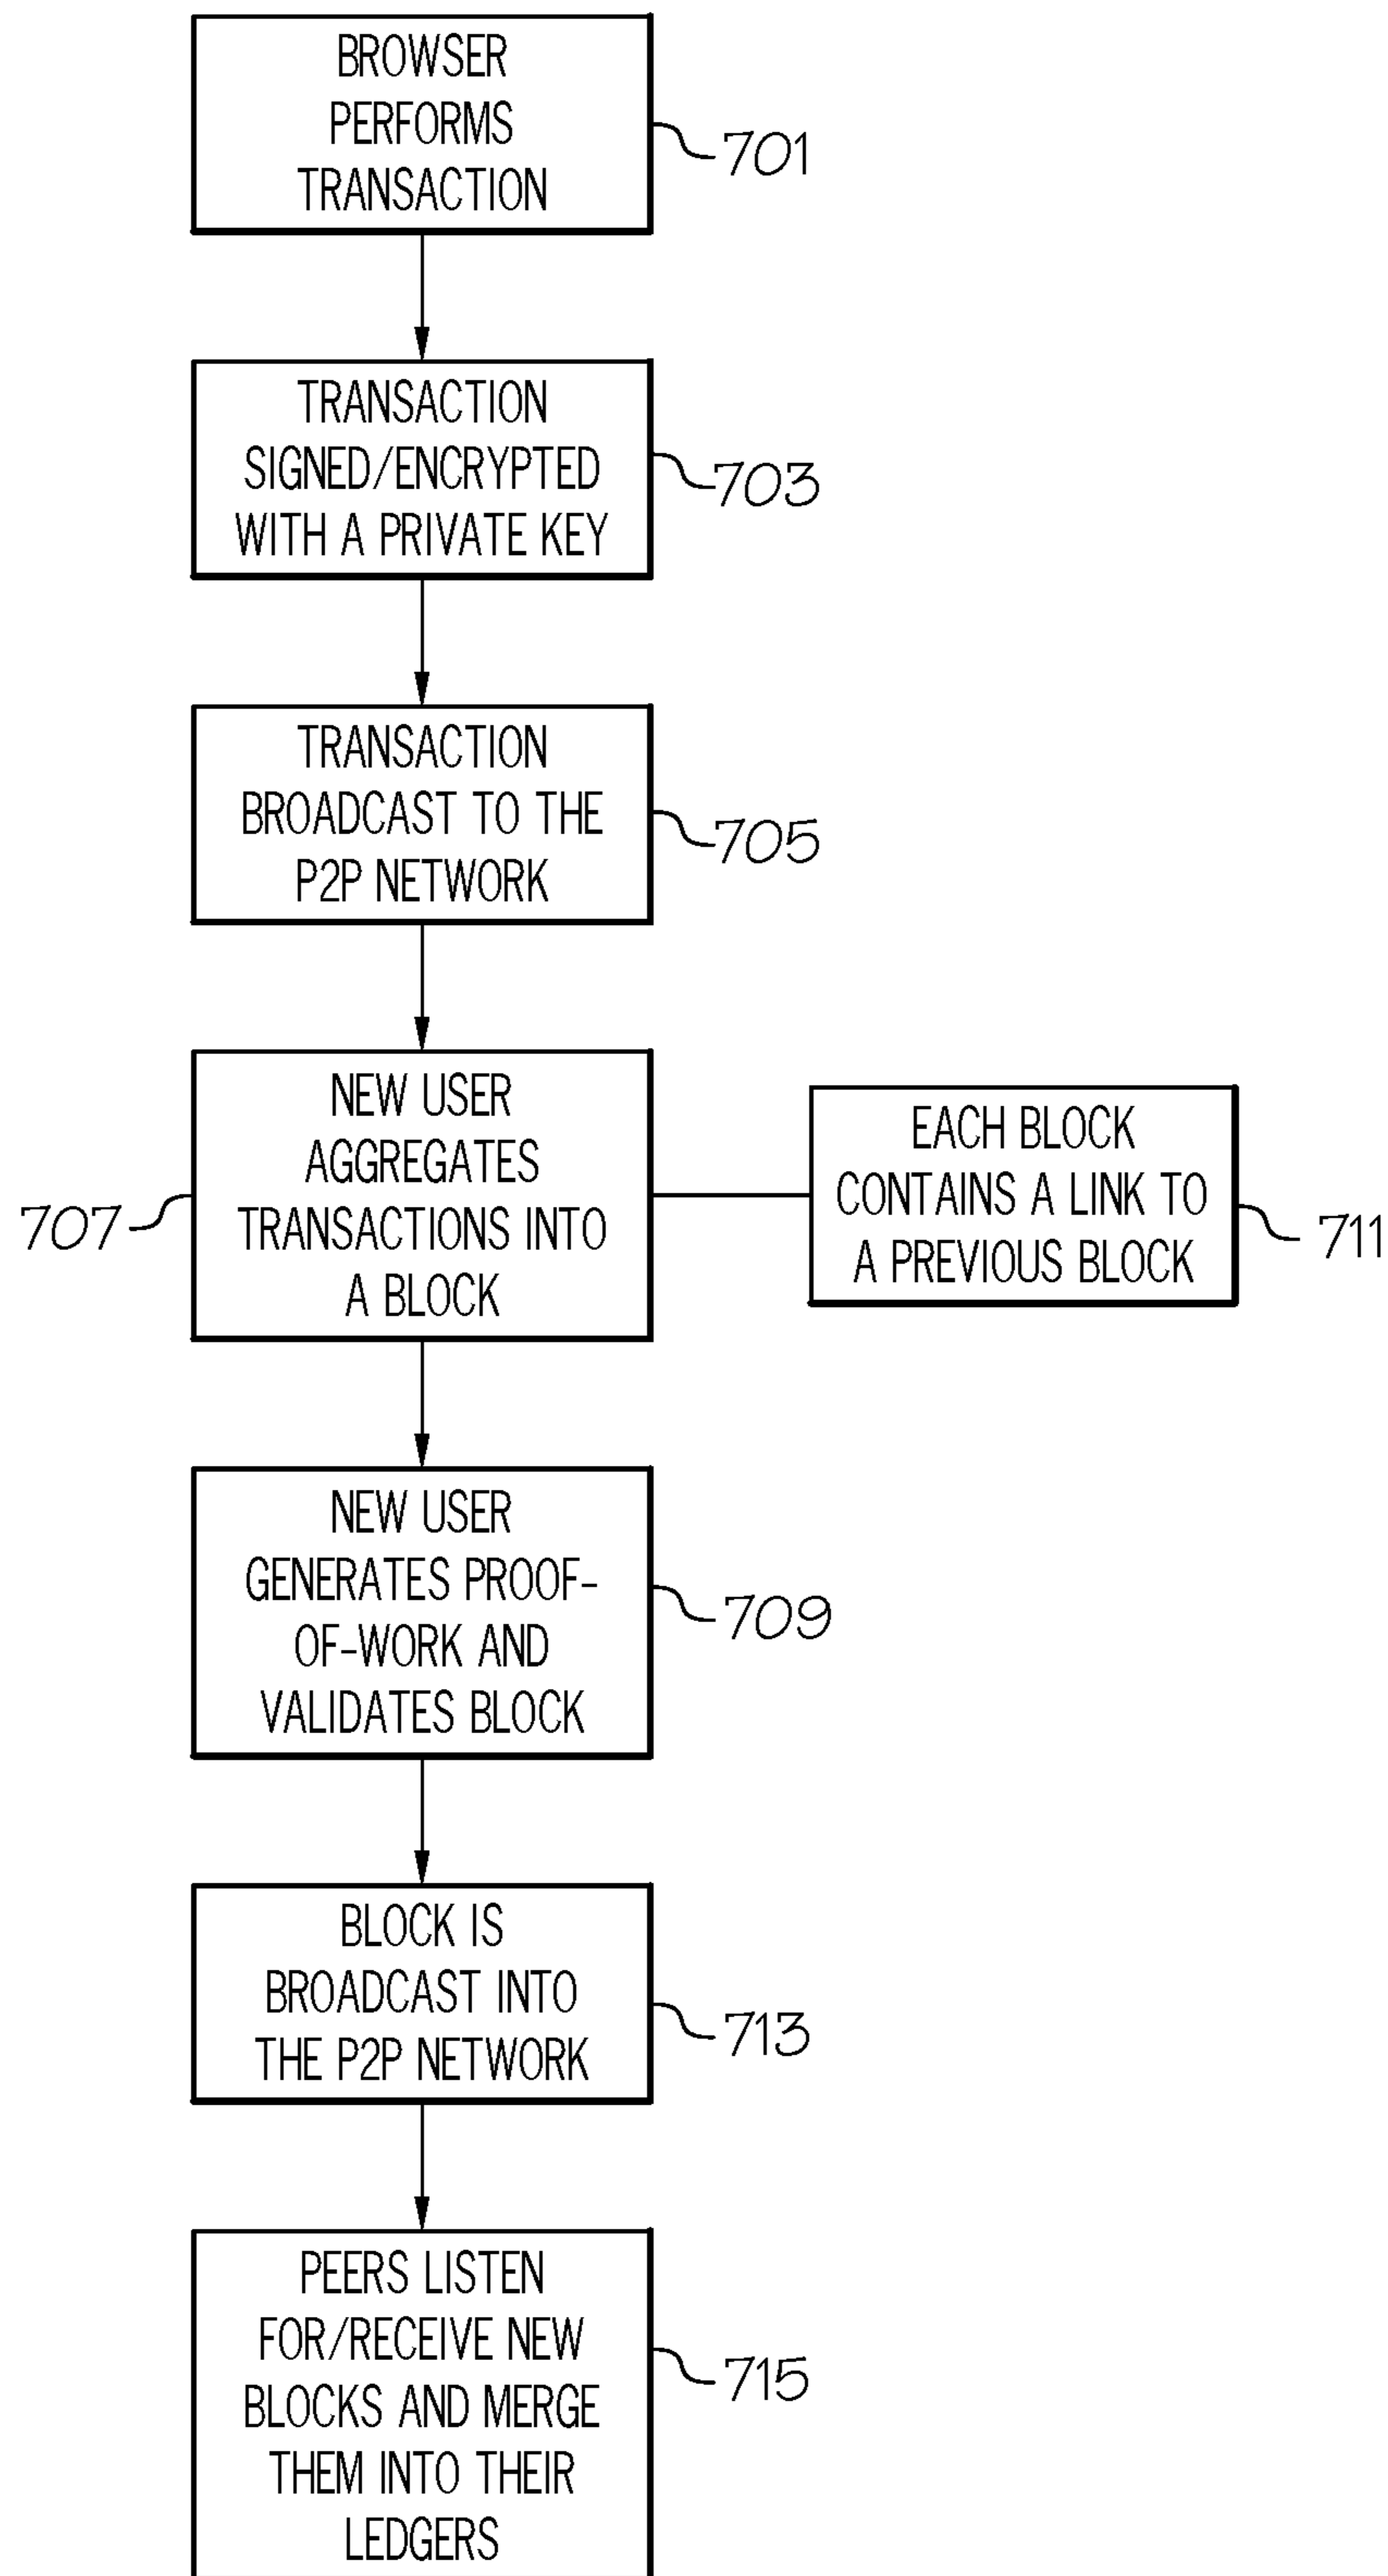 BROWSER
PERFORMS
TRANSACTION
701
TRANSACTION
SIGNED/ENCRYPTED
WITH A PRIVATE KEY
703
TRANSACTION
BROADCAST TO THE
P2P NETWORK
705
NEW USER
AGGREGATES
TRANSACTIONS INTO
A BLOCK
707
EACH BLOCK
CONTAINS A LINK TO
A PREVIOUS BLOCK
711
NEW USER
GENERATES PROOF-
OF-WORK AND
VALIDATES BLOCK
709
BLOCK IS
BROADCAST INTO
THE P2P NETWORK
713
PEERS LISTEN
FOR/RECEIVE NEW
BLOCKS AND MERGE
THEM INTO THEIR
LEDGERS
715